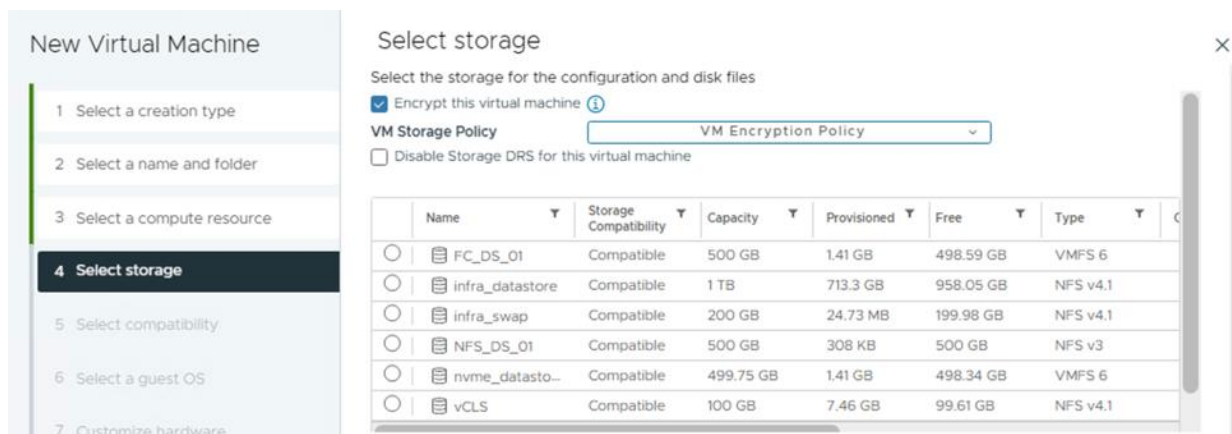 New Virtual Machine
1 Select a creation type
2 Select a name and folder
3 Select a compute resource
4 Select storage
5 Select compatibility
6 Select a guest OS
7 Customize hardware
Select storage
Select the storage for the configuration and disk files
Encrypt this virtual machine
VM Storage Policy VM Encryption Policy
Disable Storage DRS for this virtual machine
Name Storage Compatibility Capacity Provisioned Free Type
FC_DS_01 Compatible 500 GB 1.41 GB 498.59 GB VMFS 6
infra_datastore Compatible 1 TB 713.3 GB 958.05 GB NFS v4.1
infra_swap Compatible 200 GB 24.73 MB 199.98 GB NFS v4.1
NFS_DS_01 Compatible 500 GB 308 KB 500 GB NFS v3
nvme_datasto... Compatible 499.75 GB 1.41 GB 498.34 GB VMFS 6
vCLS Compatible 100 GB 7.46 GB 99.61 GB NFS v4.1